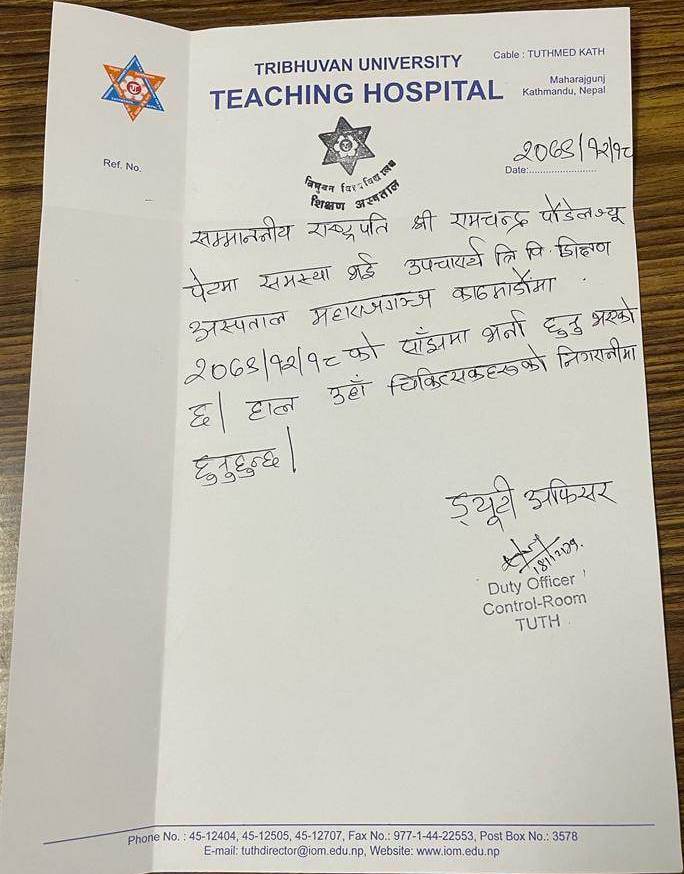 TRIBHUVAN UNIVERSITY
TEACHING HOSPITAL
Cable : TUTHMED KATH
Maharajgunj
Kathmandu, Nepal
Ref. No.
त्रिभुवन विश्वविद्यालय
शिक्षण अस्पताल
२०७९/१२/१८
Date:........................
सम्माननीय राष्ट्रपति श्री रामचन्द्र पौडेलज्यू
पेटमा समस्या भई उपचारार्थ त्रि वि. शिक्षण
अस्पताल महाराजगञ्ज काठमाडौंमा
२०७९/१२/१८ को साँझमा भर्ना हुनु भएको
छ। हाल उहाँ चिकित्सकहरुको निगरानीमा
हुनुहुन्छ।
ड्यूटी अफिसर
Duty Officer
Control-Room
TUTH
Phone No. : 45-12404, 45-12505, 45-12707, Fax No.: 977-1-44-22553, Post Box No.: 3578
E-mail: tuthdirector@iom.edu.np, Website: www.iom.edu.np